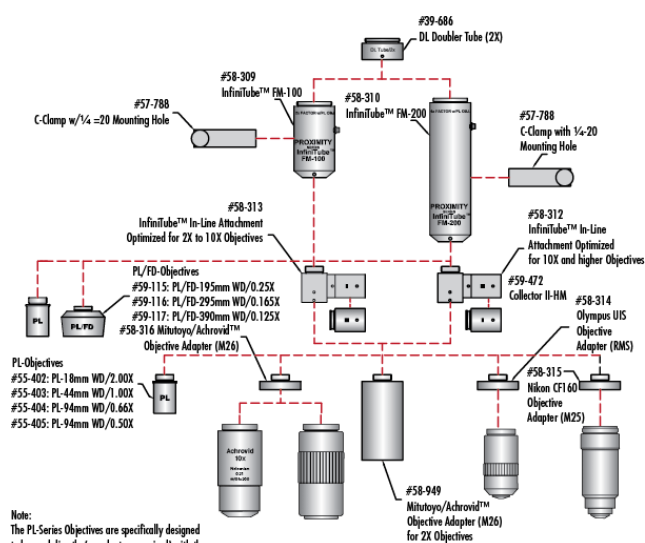 #39-686
DL Doubler Tube (2X)
DL Tube/2x
#58-309
InfiniTube™ FM-100
#58-310
InfiniTube™ FM-200
#57-788
C-Clamp w/¼ =20 Mounting Hole
#57-788
C-Clamp with ¼-20
Mounting Hole
PROXIMITY
InfiniTube™
FM-100
PROXIMITY
InfiniTube™
FM-200
#58-313
InfiniTube™ In-Line Attachment
Optimized for 2X to 10X Objectives
#58-312
InfiniTube™ In-Line
Attachment Optimized
for 10X and higher Objectives
#59-472
Collector II-HM
PL/FD-Objectives
#59-115: PL/FD-195mm WD/0.25X
#59-116: PL/FD-295mm WD/0.165X
#59-117: PL/FD-390mm WD/0.125X
PL
PL/FD
#58-316 Mitutoyo/Achrovid™
Objective Adapter (M26)
#58-314
Olympus UIS
Objective
Adapter (RMS)
#58-315
Nikon CF160
Objective
Adapter (M25)
PL-Objectives
#55-402: PL-18mm WD/2.00X
#55-403: PL-44mm WD/1.00X
#55-404: PL-94mm WD/0.66X
#55-405: PL-94mm WD/0.50X
PL
Achrovid
10x
#58-949
Mitutoyo/Achrovid™
Objective Adapter (M26)
for 2X Objectives
Note:
The PL-Series Objectives are specifically designed